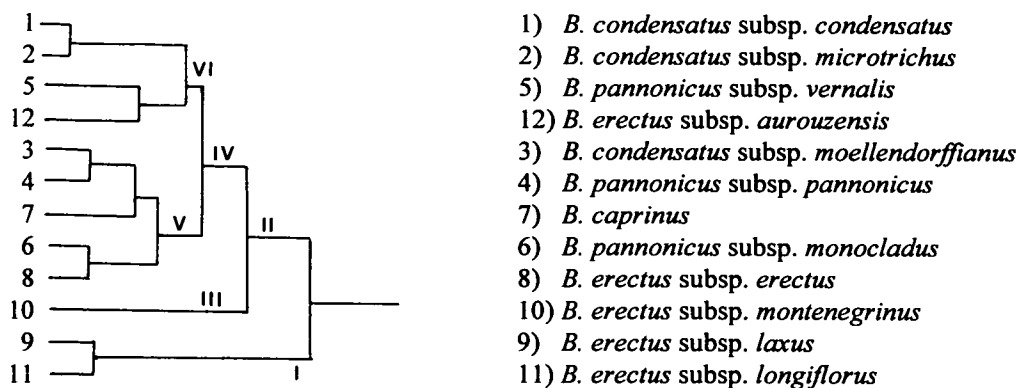 1 1) B. condensatus subsp. condensatus
2 2) B. condensatus subsp. microtrichus
VI
5 5) B. pannonicus subsp. vernalis
12 12) B. erectus subsp. aurouzensis
3 3) B. condensatus subsp. moellendorffianus
IV
4 4) B. pannonicus subsp. pannonicus
7 7) B. caprinus
V II
6 6) B. pannonicus subsp. monocladus
8 8) B. erectus subsp. erectus
III
10 10) B. erectus subsp. montenegrinus
9 9) B. erectus subsp. laxus
11 I 11) B. erectus subsp. longiflorus